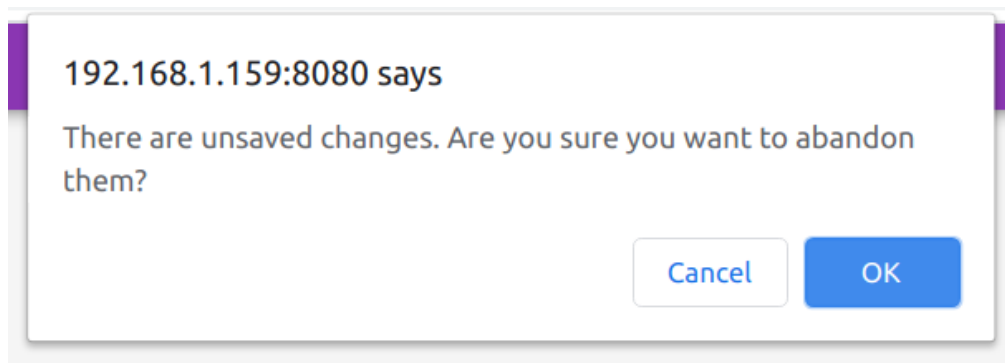 192.168.1.159:8080 says
There are unsaved changes. Are you sure you want to abandon
them?
Cancel
OK